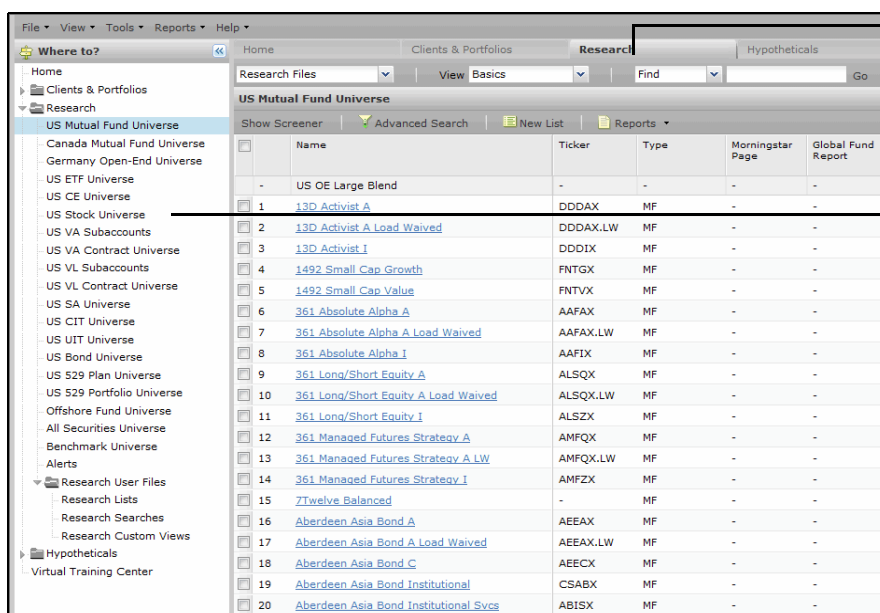 File View Tools Reports Help
Where to?
Home
Clients & Portfolios
Research
US Mutual Fund Universe
Canada Mutual Fund Universe
Germany Open-End Universe
US ETF Universe
US CE Universe
US Stock Universe
US VA Subaccounts
US VA Contract Universe
US VL Subaccounts
US VL Contract Universe
US SA Universe
US CIT Universe
US UIT Universe
US Bond Universe
US 529 Plan Universe
US 529 Portfolio Universe
Offshore Fund Universe
All Securities Universe
Benchmark Universe
Alerts
Research User Files
Research Lists
Research Searches
Research Custom Views
Hypotheticals
Virtual Training Center
Home Clients & Portfolios Research Hypotheticals
Research Files View Basics Find Go
US Mutual Fund Universe
Show Screener Advanced Search New List Reports
Name Ticker Type Morningstar Page Global Fund Report
- US OE Large Blend - - - -
1 13D Activist A DDDAX MF - -
2 13D Activist A Load Waived DDDAX.LW MF - -
3 13D Activist I DDDIX MF - -
4 1492 Small Cap Growth FNTGX MF - -
5 1492 Small Cap Value FNTVX MF - -
6 361 Absolute Alpha A AAFAX MF - -
7 361 Absolute Alpha A Load Waived AAFAX.LW MF - -
8 361 Absolute Alpha I AAFIX MF - -
9 361 Long/Short Equity A ALSQX MF - -
10 361 Long/Short Equity A Load Waived ALSQX.LW MF - -
11 361 Long/Short Equity I ALSZX MF - -
12 361 Managed Futures Strategy A AMFQX MF - -
13 361 Managed Futures Strategy A LW AMFQX.LW MF - -
14 361 Managed Futures Strategy I AMFZX MF - -
15 7Twelve Balanced - MF - -
16 Aberdeen Asia Bond A AEEAX MF - -
17 Aberdeen Asia Bond A Load Waived AEEAX.LW MF - -
18 Aberdeen Asia Bond C AEECX MF - -
19 Aberdeen Asia Bond Institutional CSABX MF - -
20 Aberdeen Asia Bond Institutional Svcs ABISX MF - -